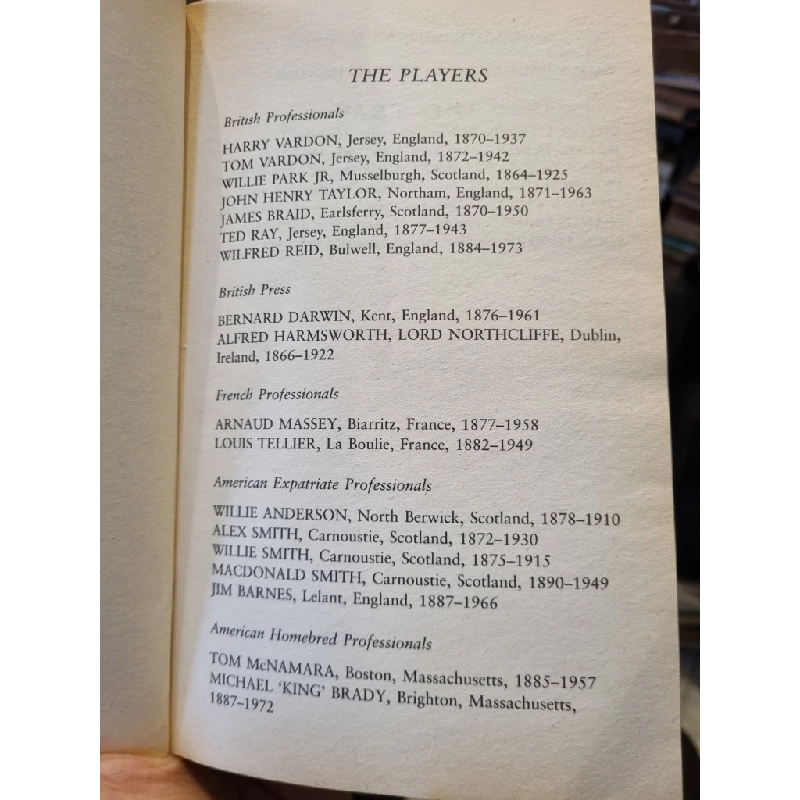 THE PLAYERS
British Professionals
HARRY VARDON, Jersey, England, 1870–1937
TOM VARDON, Jersey, England, 1872–1942
WILLIE PARK JR, Musselburgh, Scotland, 1864–1925
JOHN HENRY TAYLOR, Northam, England, 1871–1963
JAMES BRAID, Earlsferry, Scotland, 1870–1950
TED RAY, Jersey, England, 1877–1943
WILFRED REID, Bulwell, England, 1884–1973
British Press
BERNARD DARWIN, Kent, England, 1876–1961
ALFRED HARMSWORTH, LORD NORTHCLIFFE, Dublin,
Ireland, 1866–1922
French Professionals
ARNAUD MASSEY, Biarritz, France, 1877–1958
LOUIS TELLIER, La Boulie, France, 1882–1949
American Expatriate Professionals
WILLIE ANDERSON, North Berwick, Scotland, 1878–1910
ALEX SMITH, Carnoustie, Scotland, 1872–1930
WILLIE SMITH, Carnoustie, Scotland, 1875–1915
MACDONALD SMITH, Carnoustie, Scotland, 1890–1949
JIM BARNES, Lelant, England, 1887–1966
American Homebred Professionals
TOM McNAMARA, Boston, Massachusetts, 1885–1957
MICHAEL ‘KING’ BRADY, Brighton, Massachusetts,
1887–1972